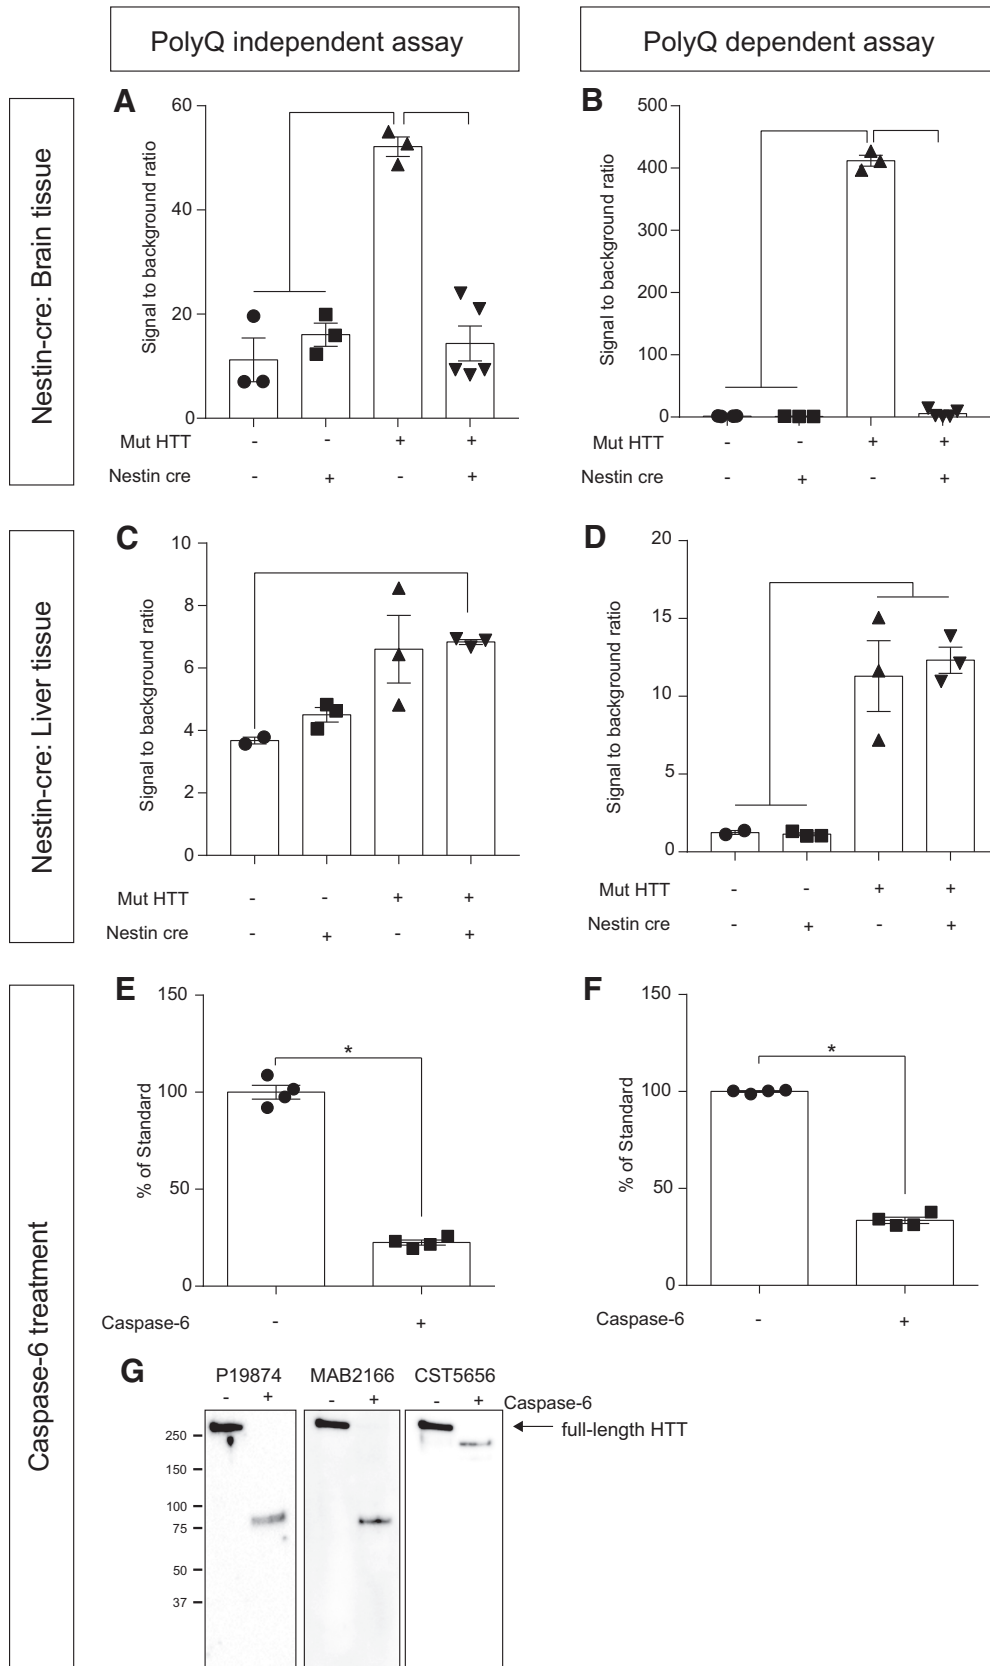 PolyQ independent assay
PolyQ dependent assay
Nestin-cre: Brain tissue
A
Signal to background ratio
60
40
20
0
Mut HTT - - + +
Nestin cre - + - +
B
Signal to background ratio
500
400
300
200
100
0
Mut HTT - - + +
Nestin cre - + - +
Nestin-cre: Liver tissue
C
Signal to background ratio
10
8
6
4
2
0
Mut HTT - - + +
Nestin cre - + - +
D
Signal to background ratio
20
15
10
5
0
Mut HTT - - + +
Nestin cre - + - +
Caspase-6 treatment
E
% of Standard
150
100
50
0
*
Caspase-6 - +
F
% of Standard
150
100
50
0
*
Caspase-6 - +
G
P19874 MAB2166 CST5656
- + - + - + Caspase-6
full-length HTT
250
150
100
75
50
37